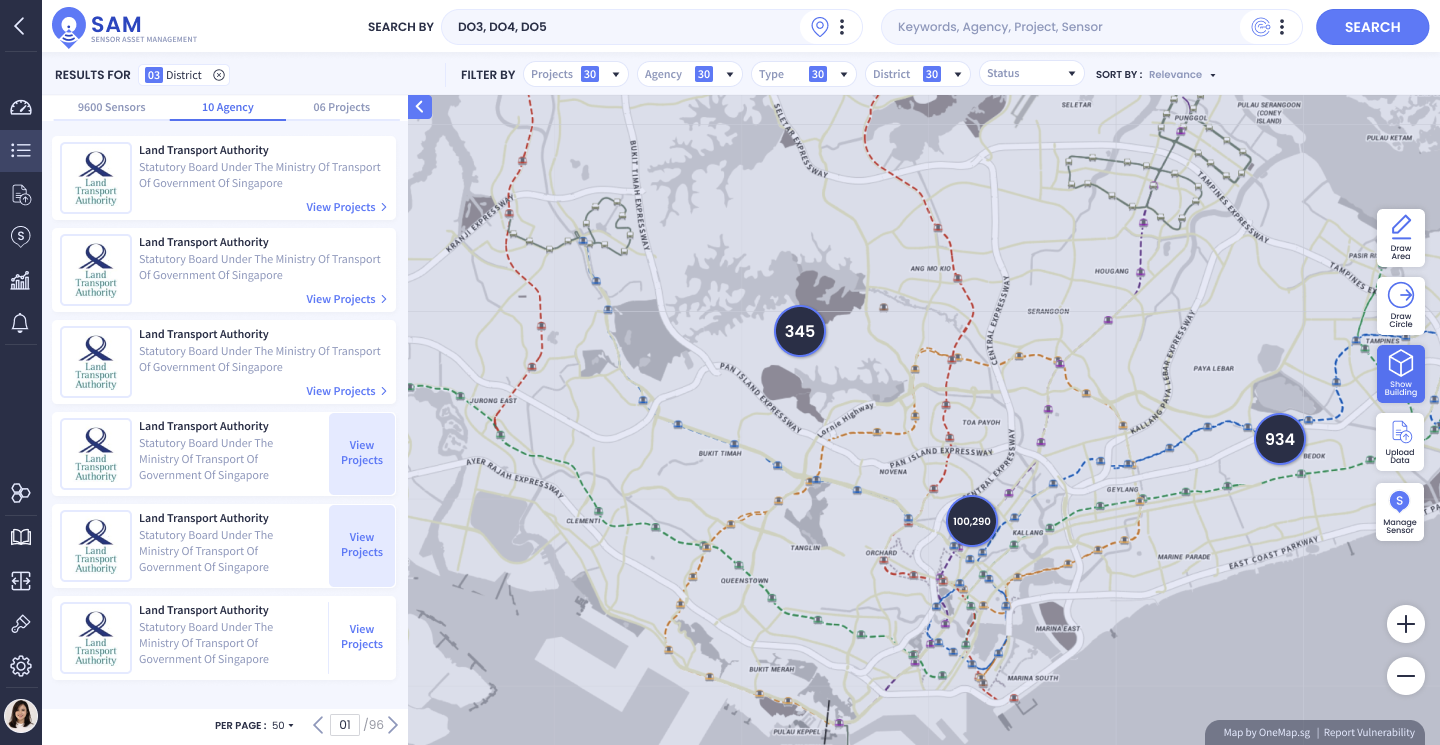 SAM
SENSOR ASSET MANAGEMENT
SEARCH BY
DO3, DO4, DO5
Keywords, Agency, Project, Sensor
SEARCH
RESULTS FOR
03 District
FILTER BY
Projects 30
Agency 30
Type 30
District 30
Status
SORT BY : Relevance
9600 Sensors
10 Agency
06 Projects
Land Transport Authority
Land Transport Authority
Statutory Board Under The Ministry Of Transport
Of Government Of Singapore
View Projects
Land Transport Authority
Land Transport Authority
Statutory Board Under The Ministry Of Transport
Of Government Of Singapore
View Projects
Land Transport Authority
Land Transport Authority
Statutory Board Under The Ministry Of Transport
Of Government Of Singapore
View Projects
Land Transport Authority
Land Transport Authority
Statutory Board Under The
Ministry Of Transport Of
Government Of Singapore
View
Projects
Land Transport Authority
Land Transport Authority
Statutory Board Under The
Ministry Of Transport Of
Government Of Singapore
View
Projects
Land Transport Authority
Land Transport Authority
Statutory Board Under The
Ministry Of Transport Of
Government Of Singapore
View
Projects
PER PAGE : 50
01 /96
SELETAR
PUNGGOL
PULAU SERANGOON
(CONEY
ISLAND)
PULAU KETAM
SELETAR EXPRESSWAY
BUKIT TIMAH EXPRESSWAY
KRANJI EXPRESSWAY
TAMPINES EXPRESSWAY
PASIR RI
TAMPINES EXPRESSWAY
ANG MO KIO
HOUGANG
SERANGOON
CENTRAL EXPRESSWAY
KALLANG PAYA LEBAR EXPRESSWAY
TAMPINES
PAYA LEBAR
345
PAN ISLAND EXPRESSWAY
JURONG EAST
Lornie Highway
TOA PAYOH
934
BEDOK
BUKIT TIMAH
PAN ISLAND EXPRESSWAY
NOVENA
CENTRAL EXPRESSWAY
AYER RAJAH EXPRESSWAY
GEYLANG
CLEMENTI
100,290
KALLANG
TANGLIN
ORCHARD
MARINE PARADE
EAST COAST PARKWAY
QUEENSTOWN
MARINA EAST
BUKIT MERAH
MARINA SOUTH
PULAU KEPPEL
Draw
Area
Draw
Circle
Show
Building
Upload
Data
S
Manage
Sensor
Map by OneMap.sg | Report Vulnerability